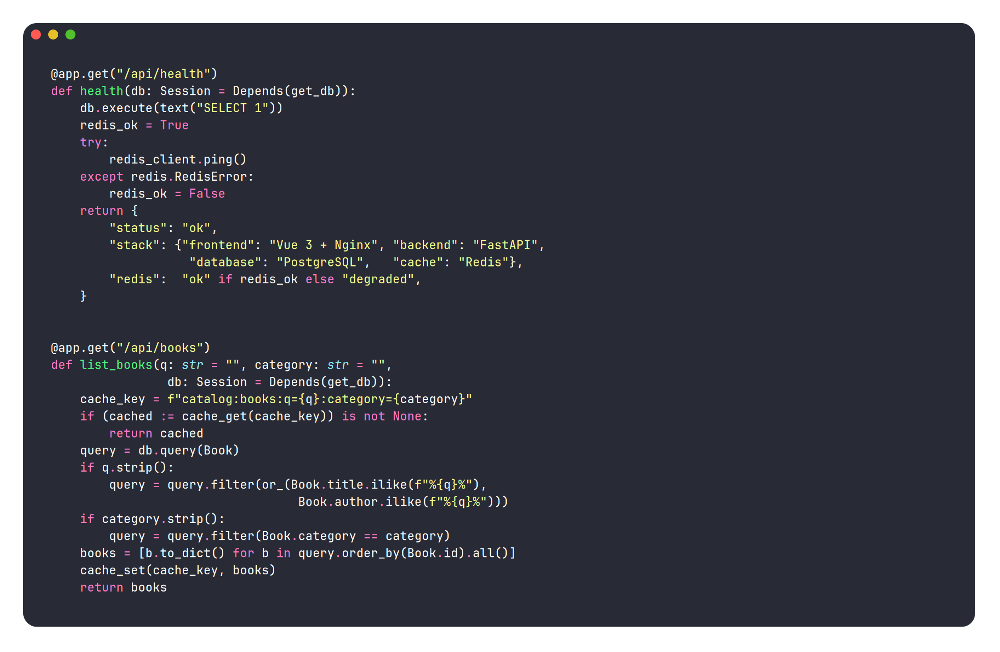 @app.get("/api/health")
def health(db: Session = Depends(get_db)):
    db.execute(text("SELECT 1"))
    redis_ok = True
    try:
        redis_client.ping()
    except redis.RedisError:
        redis_ok = False
    return {
        "status": "ok",
        "stack": {"frontend": "Vue 3 + Nginx", "backend": "FastAPI",
                   "database": "PostgreSQL",   "cache": "Redis"},
        "redis":  "ok" if redis_ok else "degraded",
    }


@app.get("/api/books")
def list_books(q: str = "", category: str = "",
                db: Session = Depends(get_db)):
    cache_key = f"catalog:books:q={q}:category={category}"
    if (cached := cache_get(cache_key)) is not None:
        return cached
    query = db.query(Book)
    if q.strip():
        query = query.filter(or_(Book.title.ilike(f"%{q}%"),
                                  Book.author.ilike(f"%{q}%")))
    if category.strip():
        query = query.filter(Book.category == category)
    books = [b.to_dict() for b in query.order_by(Book.id).all()]
    cache_set(cache_key, books)
    return books